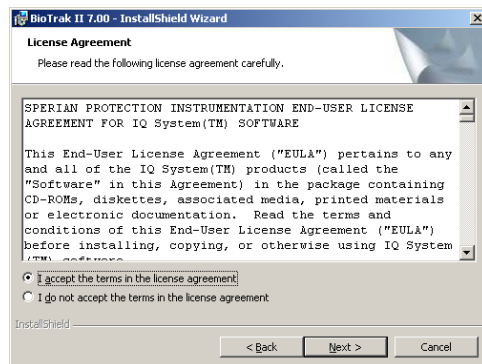 BioTrak II 7.00 - InstallShield Wizard
License Agreement
Please read the following license agreement carefully.
SPERIAN PROTECTION INSTRUMENTATION END-USER LICENSE
AGREEMENT FOR IQ System(TM) SOFTWARE
This End-User License Agreement ("EULA") pertains to any
and all of the IQ System(TM) products (called the
"Software" in this Agreement) in the package containing
CD-ROMs, diskettes, associated media, printed materials
or electronic documentation. Read the terms and
conditions of this End-User License Agreement ("EULA")
before installing, copying, or otherwise using IQ System
(TM) software
I accept the terms in the license agreement
I do not accept the terms in the license agreement
InstallShield
< Back Next > Cancel